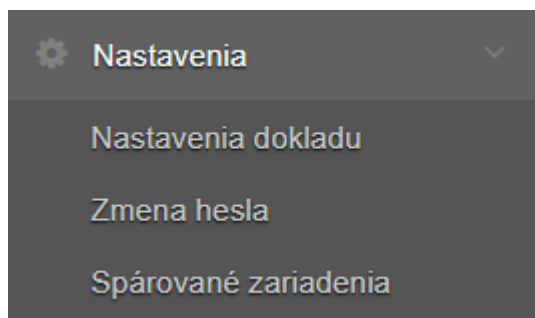 Nastavenia
Nastavenia dokladu
Zmena hesla
Spárované zariadenia